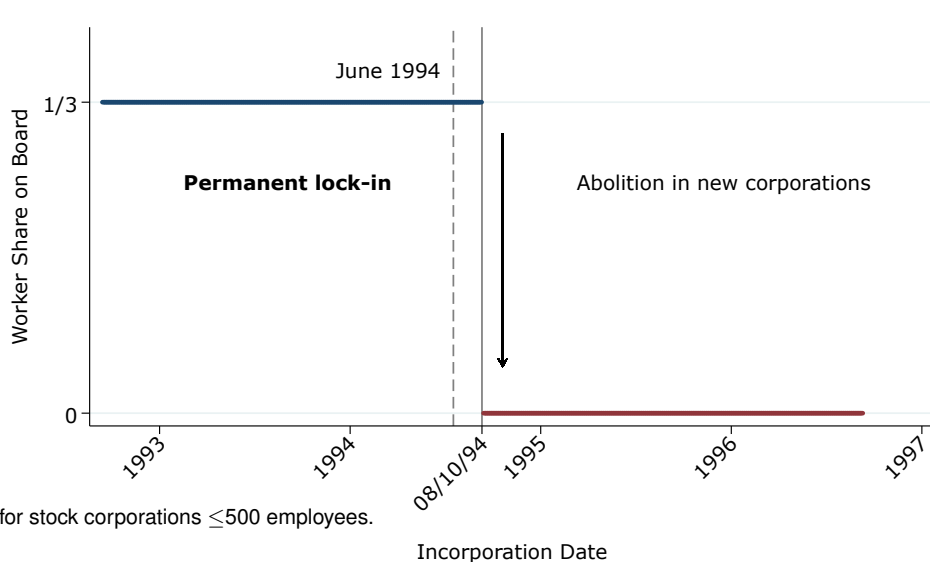 June 1994
1/3
Permanent lock-in
Abolition in new corporations
Worker Share on Board
0
1993
1994
08/10/94
1995
1996
1997
for stock corporations ≤500 employees.
Incorporation Date